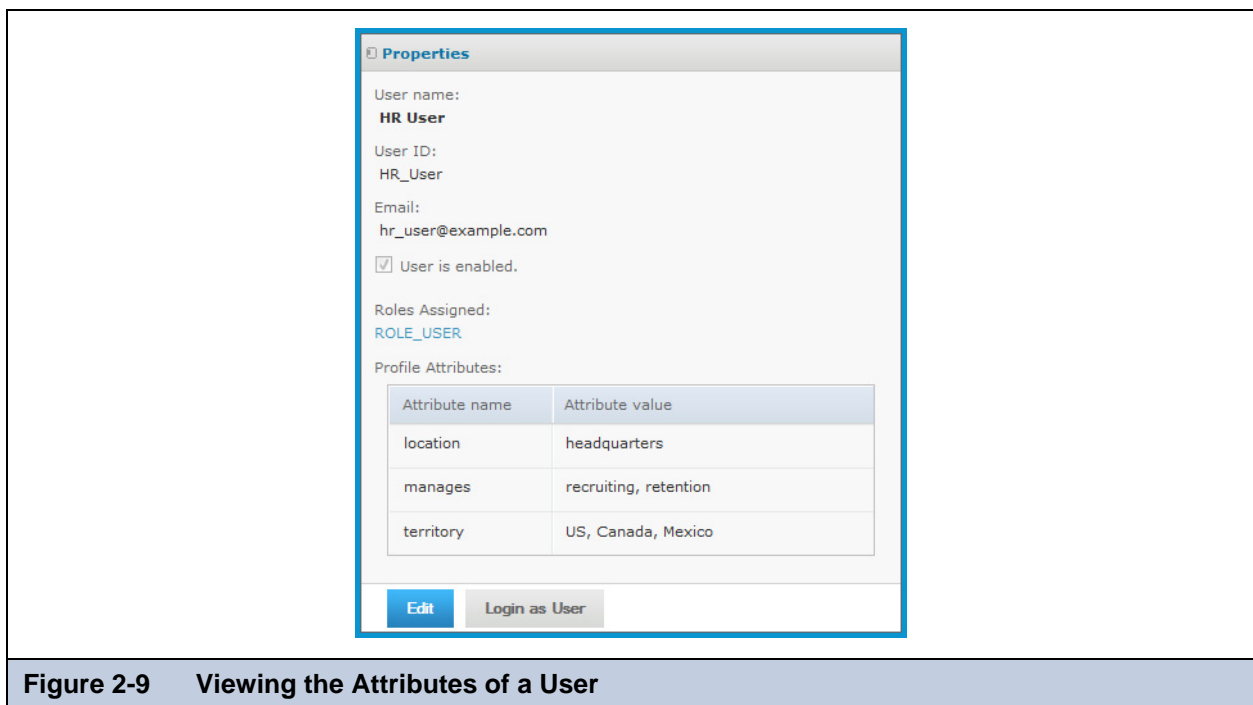 Properties
User name:
HR User
User ID:
HR_User
Email:
hr_user@example.com
User is enabled.
Roles Assigned:
ROLE_USER
Profile Attributes:
Attribute name Attribute value
location headquarters
manages recruiting, retention
territory US, Canada, Mexico
Edit Login as User
Figure 2-9 Viewing the Attributes of a User